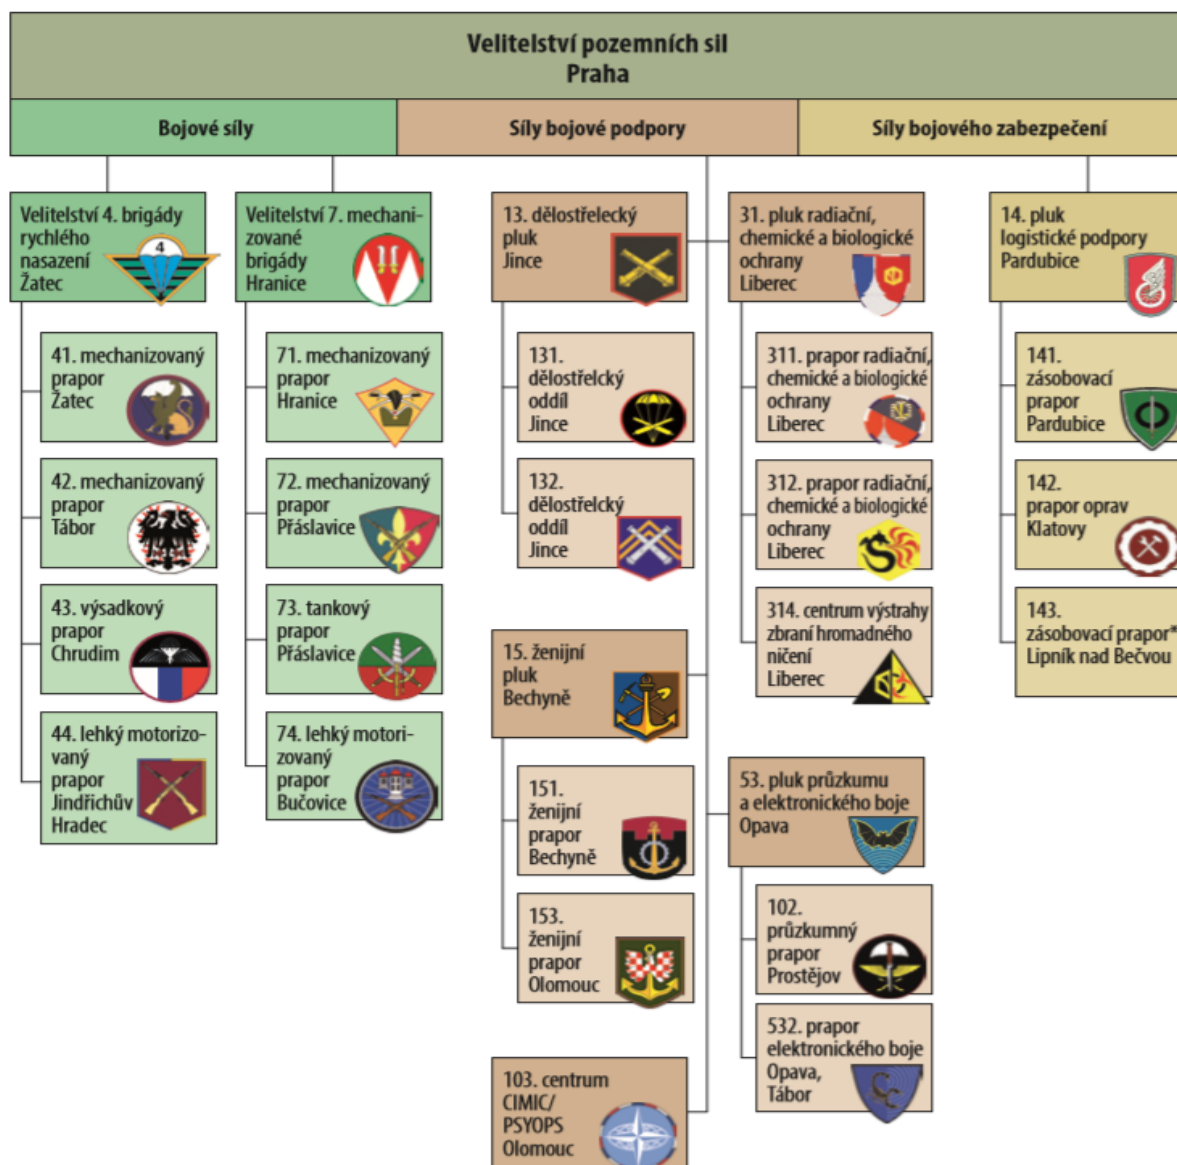 Velitelství pozemních sil
Praha
Bojové síly
Síly bojové podpory
Síly bojového zabezpečení
Velitelství 4. brigády
rychlého
nasazení
Žatec
4
41. mechanizovaný
prapor
Žatec
42. mechanizovaný
prapor
Tábor
43. výsadkový
prapor
Chrudim
44. lehký motorizo-
vaný
prapor
Jindřichův
Hradec
Velitelství 7. mechani-
zované
brigády
Hranice
71. mechanizovaný
prapor
Hranice
72. mechanizovaný
prapor
Přáslavice
73. tankový
prapor
Přáslavice
74. lehký motori-
zovaný
prapor
Bučovice
13. dělostřelecký
pluk
Jince
131.
dělostřelcký
oddíl
Jince
132.
dělostřelcký
oddíl
Jince
15. ženijní
pluk
Bechyně
151.
ženijní
prapor
Bechyně
153.
ženijní
prapor
Olomouc
103. centrum
CIMIC/
PSYOPS
Olomouc
31. pluk radiační,
chemické a biologické
ochrany
Liberec
311. prapor radiační,
chemické a biologické
ochrany
Liberec
312. prapor radiační,
chemické a biologické
ochrany
Liberec
314. centrum výstrahy
zbraní hromadného
ničení
Liberec
53. pluk průzkumu
a elektronického boje
Opava
102.
průzkumný
prapor
Prostějov
532. prapor
elektronického boje
Opava,
Tábor
14. pluk
logistické podpory
Pardubice
141.
zásobovací
prapor
Pardubice
142.
prapor oprav
Klatovy
143.
zásobovací prapor*
Lipník nad Bečvou